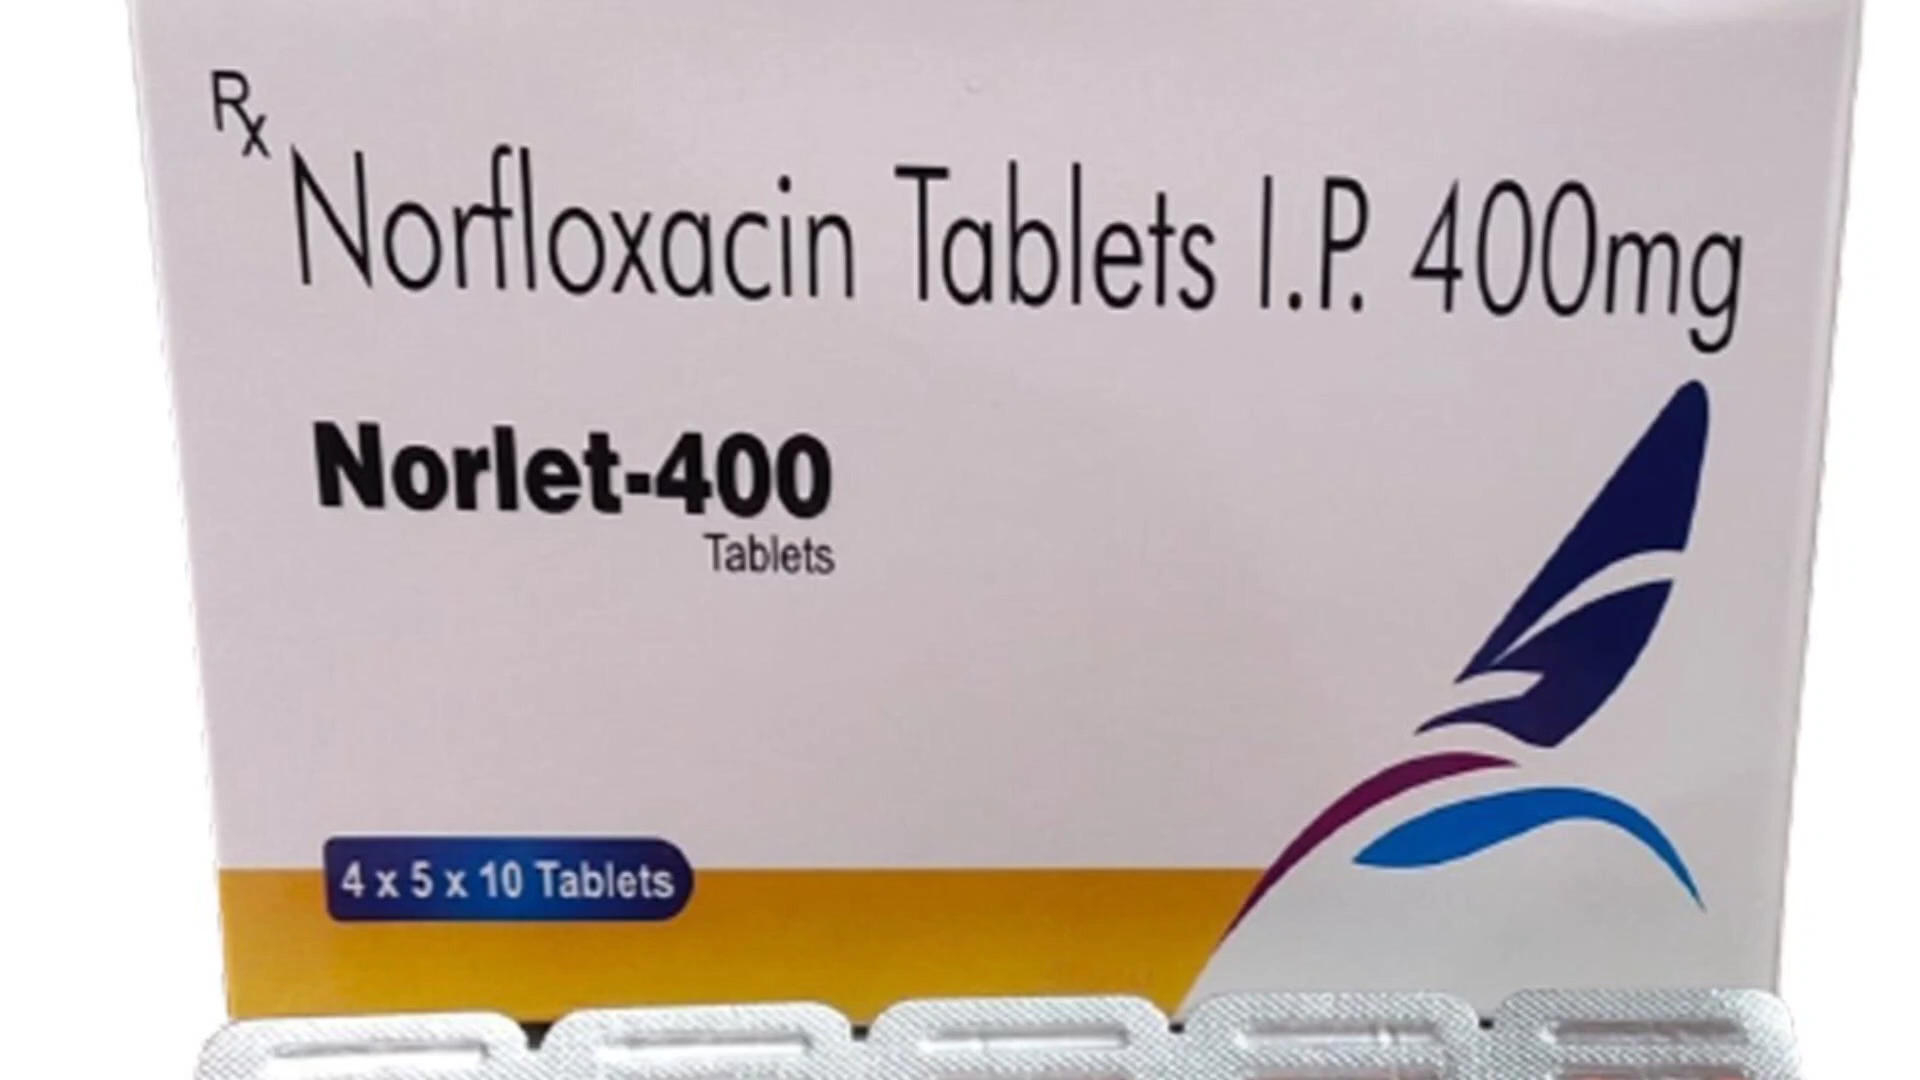 Rx
Norfloxacin Tablets I.P. 400mg
Norlet-400
Tablets
4 x 5 x 10 Tablets